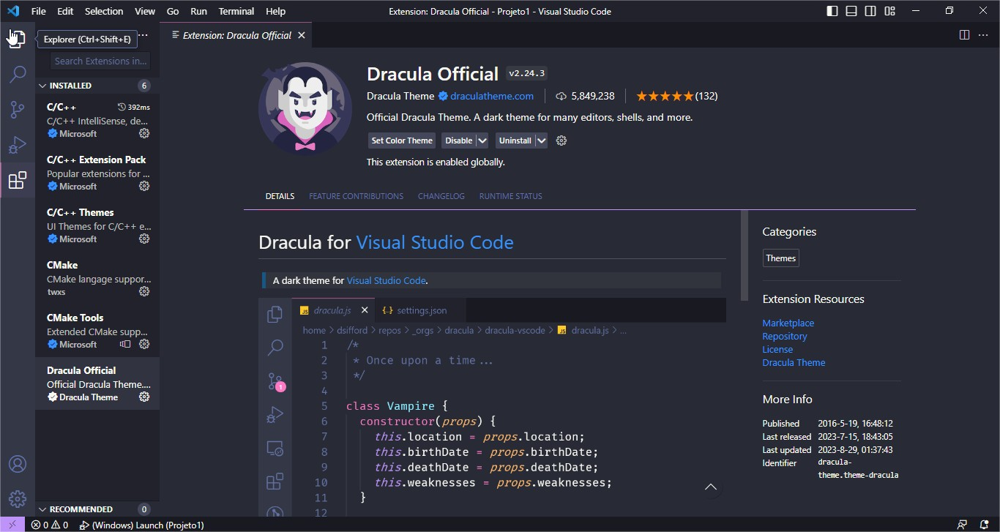 File Edit Selection View Go Run Terminal Help
Extension: Dracula Official - Projeto1 - Visual Studio Code
Explorer (Ctrl+Shift+E)
Search Extensions in...
INSTALLED 6
C/C++ 392ms
C/C++ IntelliSense, de...
Microsoft
C/C++ Extension Pack
Popular extensions for ...
Microsoft
C/C++ Themes
UI Themes for C/C++ e...
Microsoft
CMake
CMake langage suppor...
twxs
CMake Tools
Extended CMake supp...
Microsoft
Dracula Official
Official Dracula Theme....
Dracula Theme
RECOMMENDED 0
Extension: Dracula Official
Dracula Official v2.24.3
Dracula Theme draculatheme.com 5,849,238 (132)
Official Dracula Theme. A dark theme for many editors, shells, and more.
Set Color Theme Disable Uninstall
This extension is enabled globally.
DETAILS FEATURE CONTRIBUTIONS CHANGELOG RUNTIME STATUS
Dracula for Visual Studio Code
A dark theme for Visual Studio Code.
JS dracula.js {..} settings.json
home > dsifford > repos > _orgs > dracula > dracula-vscode > JS dracula.js > ...
1 /*
2 * Once upon a time ...
3 */
4
1
5 class Vampire {
6 constructor(props) {
7 this.location = props.location;
8 this.birthDate = props.birthDate;
9 this.deathDate = props.deathDate;
10 this.weaknesses = props.weaknesses;
11 }
12
Categories
Themes
Extension Resources
Marketplace
Repository
License
Dracula Theme
More Info
Published 2016-5-19, 16:48:12
Last released 2023-7-15, 18:43:05
Last updated 2023-8-29, 01:37:43
Identifier dracula-
theme.theme-dracula
0 0 (Windows) Launch (Projeto1)